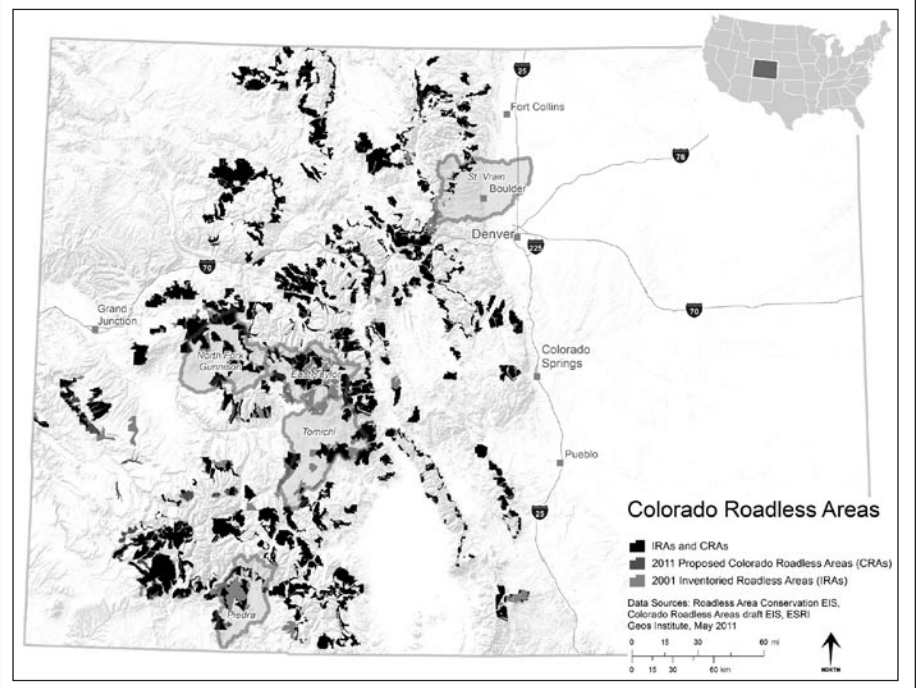 25
Fort Collins
76
St. Vrain
Boulder
Denver
225
70
70
Grand
Junction
North Fork
Gunnison
East Taylor
Colorado
Springs
Tomichi
Pueblo
25
Piedra
Colorado Roadless Areas
IRAs and CRAs
2011 Proposed Colorado Roadless Areas (CRAs)
2001 Inventoried Roadless Areas (IRAs)
Data Sources: Roadless Area Conservation EIS,
Colorado Roadless Areas draft EIS, ESRI
Geos Institute, May 2011
0 15 30 60 mi
0 15 30 60 km
NORTH